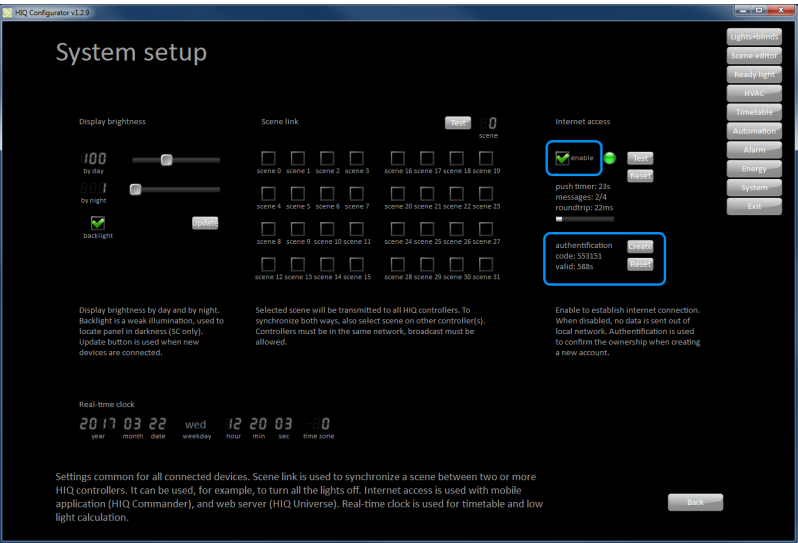 HIQ Configurator v1.2.9
System setup
Lights+blinds
Scene editor
Ready light
HVAC
Timetable
Automation
Alarm
Energy
System
Exit
Display brightness
100
by day
1
by night
backlight
Update
Display brightness by day and by night.
Backlight is a weak illumination, used to
locate panel in darkness (SC only).
Update button is used when new
devices are connected.
Scene link
Test
0
scene
scene 0 scene 1 scene 2 scene 3 scene 16 scene 17 scene 18 scene 19
scene 4 scene 5 scene 6 scene 7 scene 20 scene 21 scene 22 scene 23
scene 8 scene 9 scene 10 scene 11 scene 24 scene 25 scene 26 scene 27
scene 12 scene 13 scene 14 scene 15 scene 28 scene 29 scene 30 scene 31
Selected scene will be transmitted to all HIQ controllers. To
synchronize both ways, also select scene on other controller(s).
Controllers must be in the same network, broadcast must be
allowed.
Internet access
enable
Test
Reset
push timer: 23s
messages: 2/4
roundtrip: 22ms
authentification
code: 553151
valid: 588s
Create
Reset
Enable to establish internet connection.
When disabled, no data is sent out of
local network. Authentification is used
to confirm the ownership when creating
a new account.
Real-time clock
2017 03 22 wed 12 20 03 0
year month date weekday hour min sec time zone
Settings common for all connected devices. Scene link is used to synchronize a scene between two or more
HIQ controllers. It can be used, for example, to turn all the lights off. Internet access is used with mobile
application (HIQ Commander), and web server (HIQ Universe). Real-time clock is used for timetable and low
light calculation.
Back